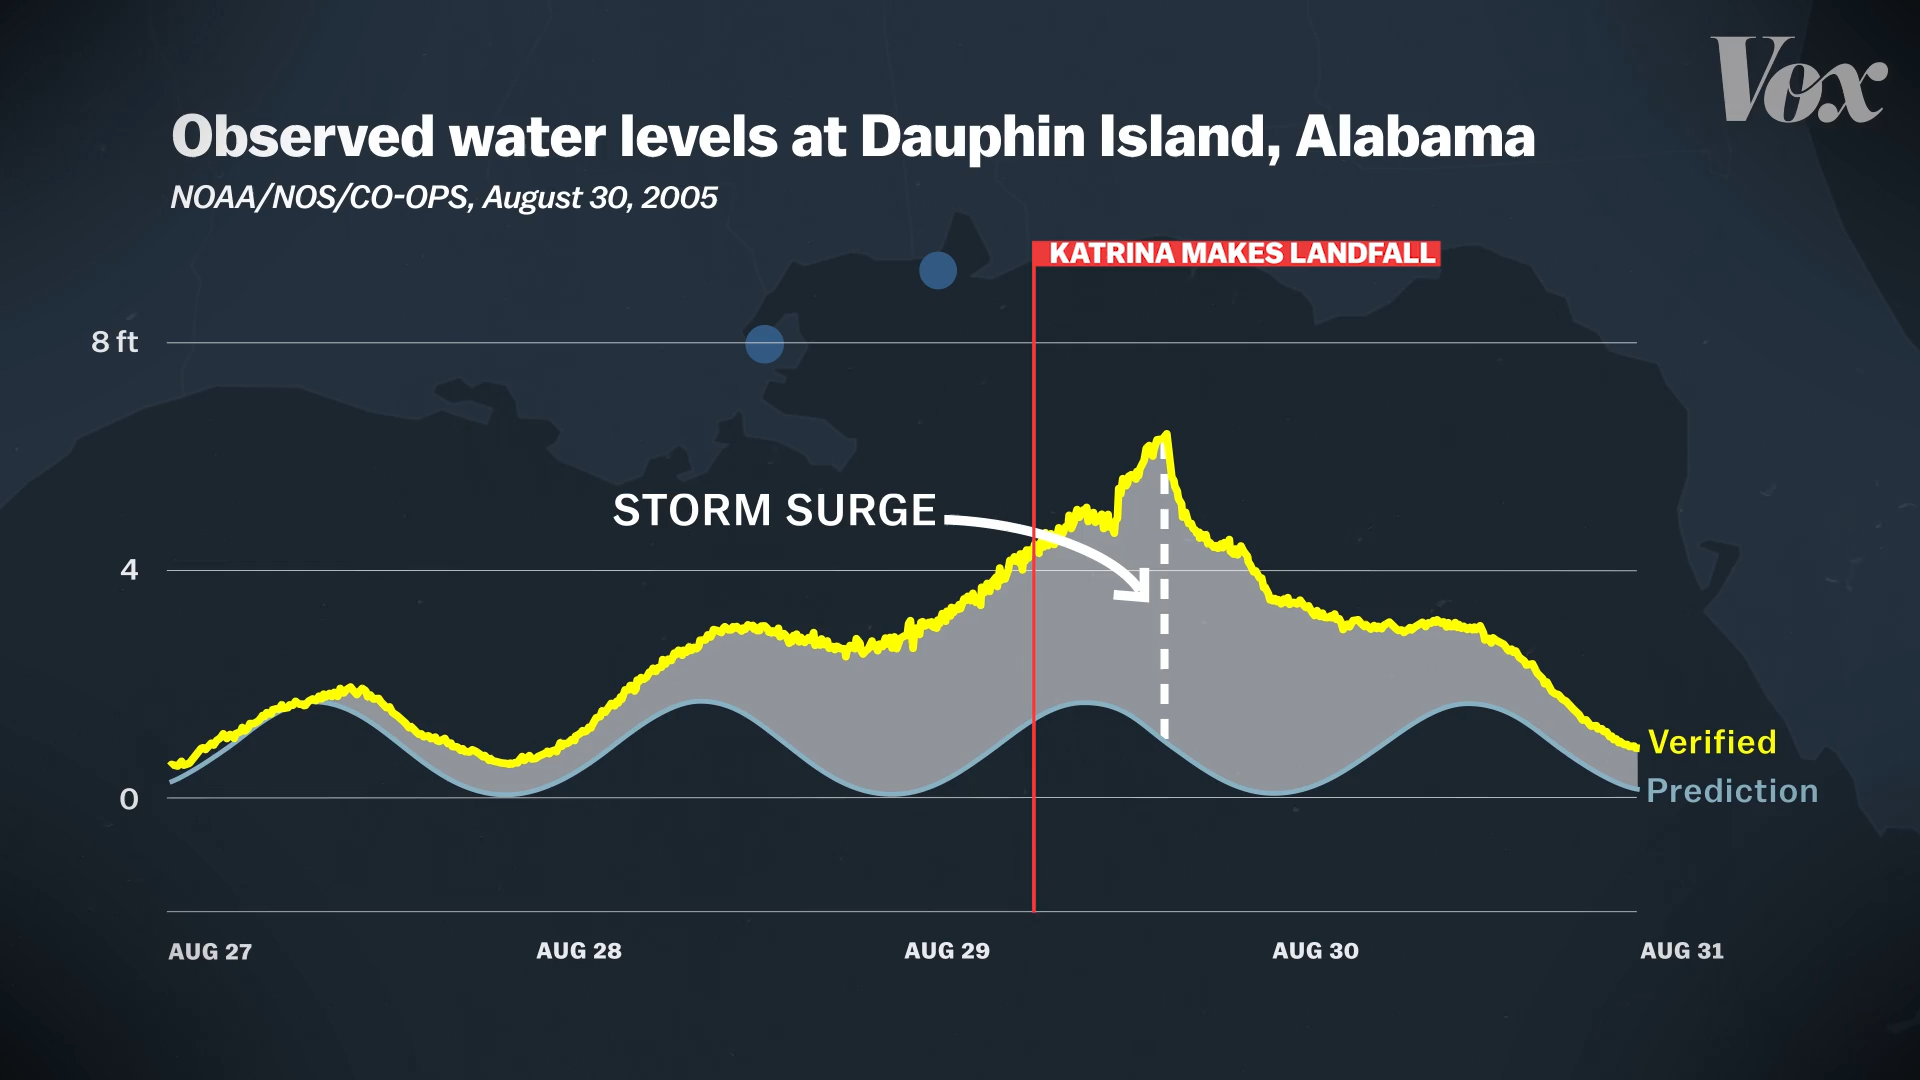 Vox
Observed water levels at Dauphin Island, Alabama
NOAA/NOS/CO-OPS, August 30, 2005
KATRINA MAKES LANDFALL
8 ft
STORM SURGE
4
Verified
Prediction
0
AUG 27 AUG 28 AUG 29 AUG 30 AUG 31